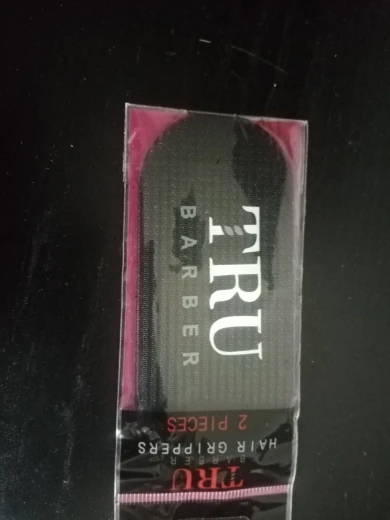 TRU
BARBER
TRU
BARBER
HAIR GRIPPERS
2 PIECES